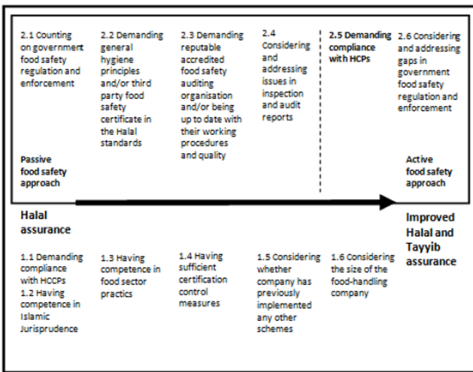 2.1 Counting
on government
food safety
regulation and
enforcement
2.2 Demanding
general
hygiene
principles
and/or third
party food
safety
certificate in
the Halal
standards
2.3 Demanding
reputable
accredited
food safety
auditing
organisation
and/or being
up to date with
their working
procedures
and quality
2.4
Considering
and
addressing
issues in
inspection
and audit
reports
2.5 Demanding
compliance
with HCPs
2.6 Considering
and addressing
gaps in
government
food safety
regulation and
enforcement
Passive
food safety
approach
Active
food safety
approach
Halal
assurance
Improved
Halal and
Tayyib
assurance
1.1 Demanding
compliance
with HCCPs
1.2 Having
competence in
Islamic
Jurisprudence
1.3 Having
competence in
food sector
practics
1.4 Having
sufficient
certification
control
measures
1.5 Considering
whether
company has
previously
implemented
any other
schemes
1.6 Considering
the size of the
food-handling
company